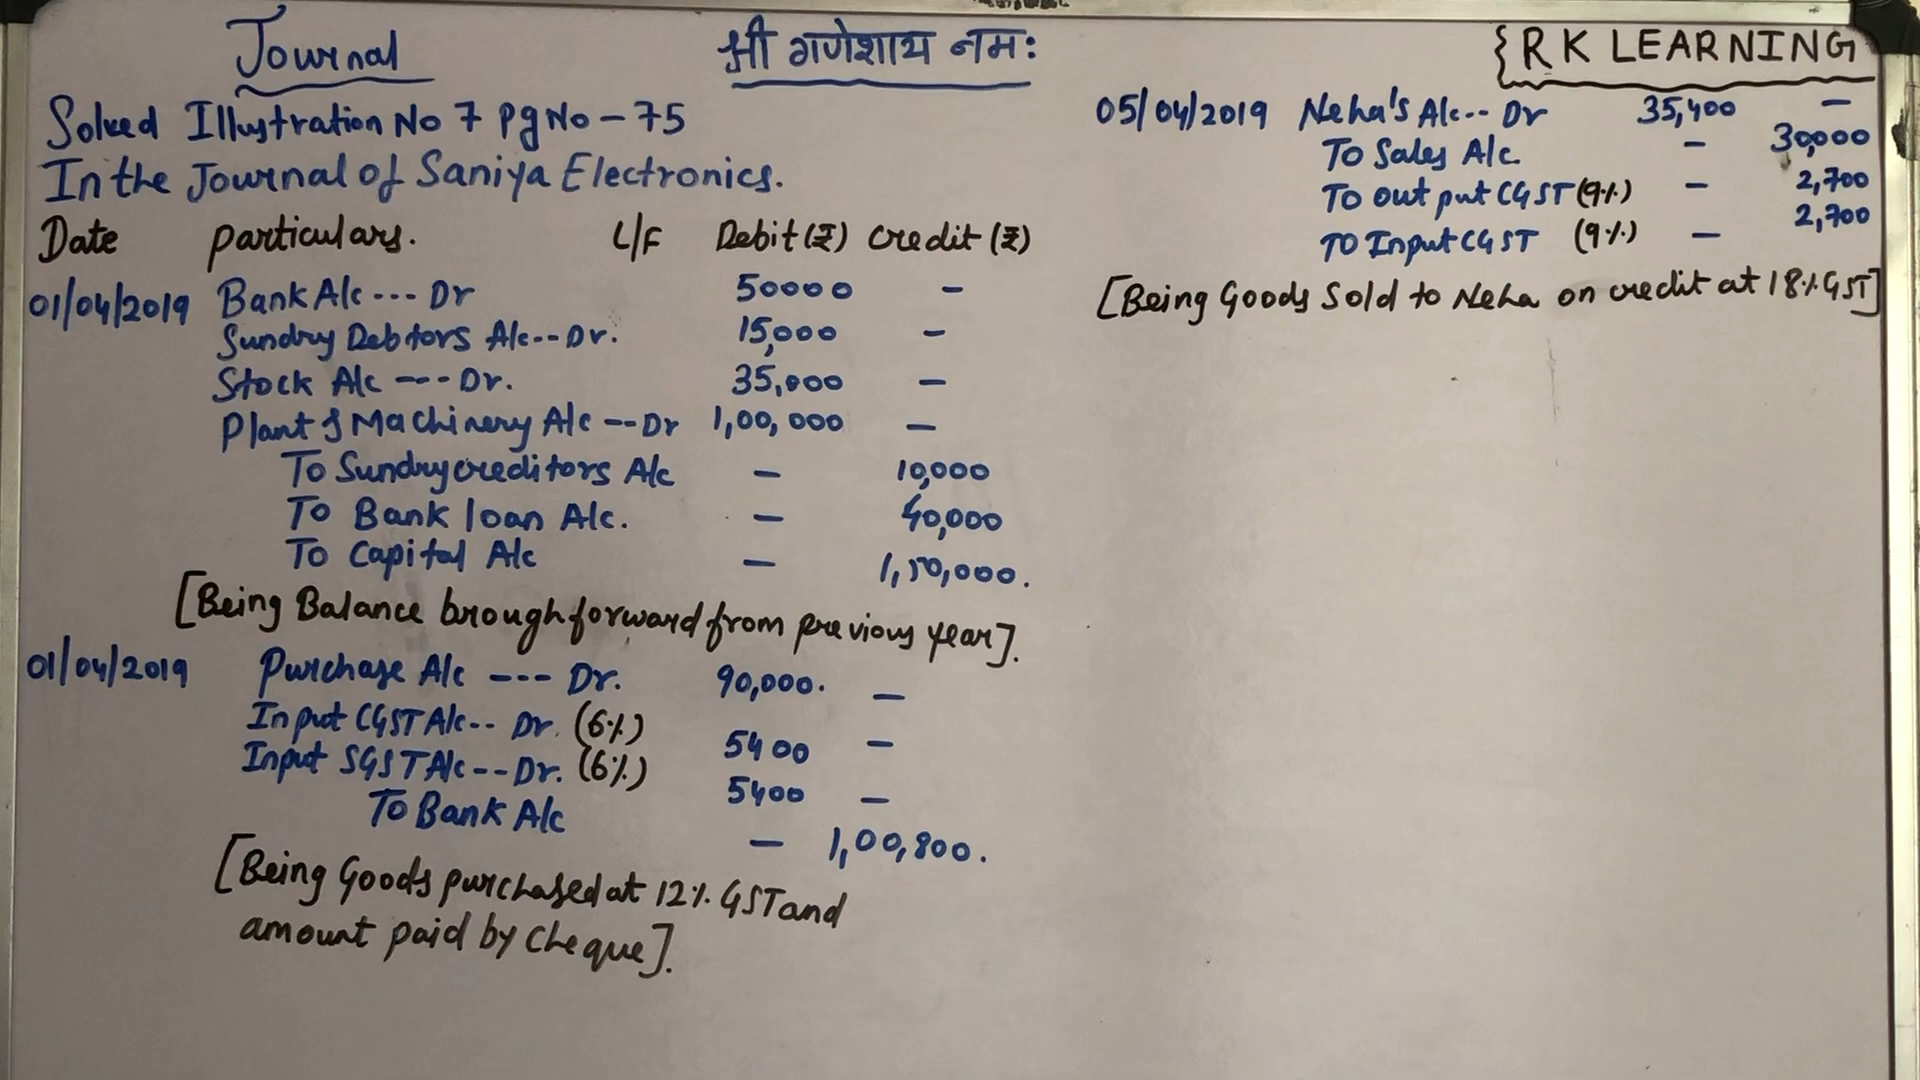 Journal
श्री गणेशाय नमः
{RK LEARNING
Solved Illustration No 7 Pg No - 75
In the Journal of Saniya Electronics.
Date particulars. L/F Debit (₹) Credit (₹)
01/04/2019 Bank A/c --- Dr 50000 -
Sundry Debtors A/c -- Dr. 15,000 -
Stock A/c --- Dr. 35,000 -
Plant & Machinery A/c -- Dr 1,00,000 -
To Sundry creditors A/c - 10,000
To Bank loan A/c. - 40,000
To Capital A/c - 1,50,000.
[Being Balance brough forward from previous year].
01/04/2019 Purchase A/c --- Dr. 90,000. -
Input CGST A/c -- Dr. (6%) 5400 -
Input SGST A/c -- Dr. (6%) 5400 -
To Bank A/c - 1,00,800.
[Being Goods purchased at 12% GST and
amount paid by Cheque].
05/04/2019 Neha's A/c -- Dr 35,400 -
To Sales A/c - 30,000
To out put CGST (9%) - 2,700
To Input CGST (9%) - 2,700
[Being Goods Sold to Neha on credit at 18% GST]